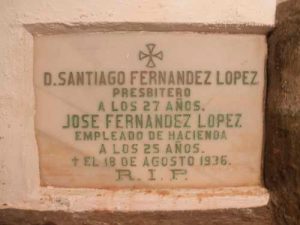 D. SANTIAGO FERNANDEZ LOPEZ
PRESBITERO
A LOS 27 AÑOS.
JOSE FERNANDEZ LOPEZ
EMPLEADO DE HACIENDA
A LOS 25 AÑOS.
† EL 18 DE AGOSTO 1936.
R. I. P.